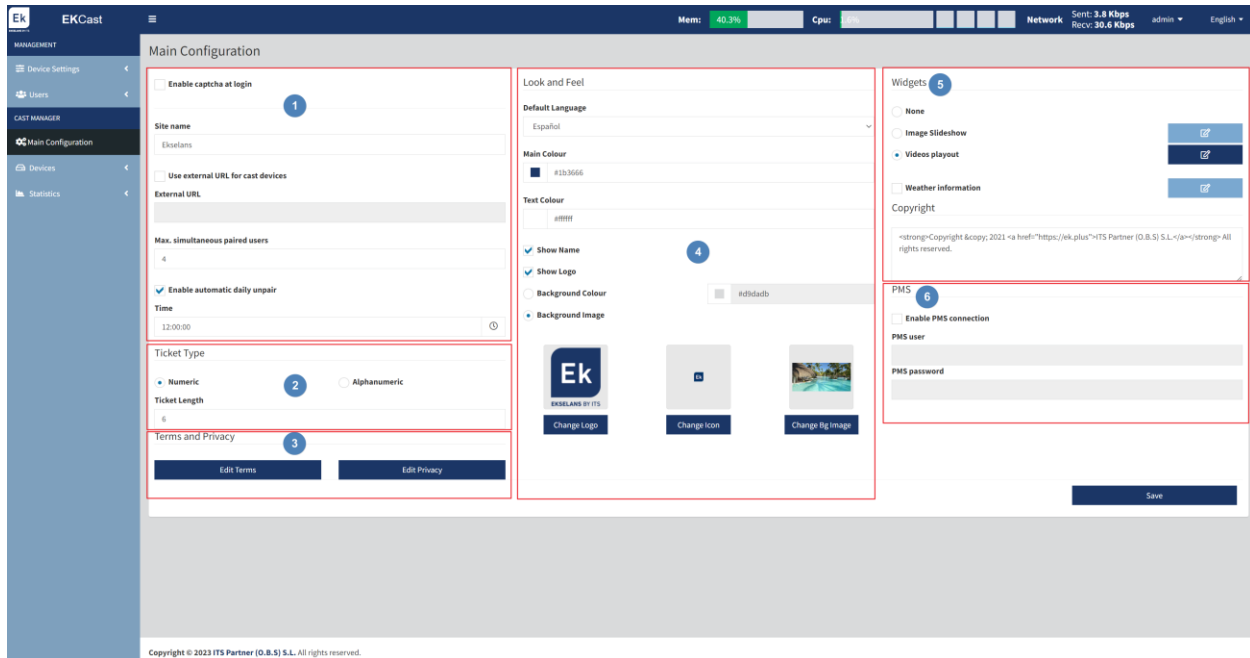 Ek EKCast Mem: 40.3% Cpu: 1.6% Network Sent: 3.8 Kbps admin English
EKSELANS BY ITS Recv: 30.6 Kbps
MANAGEMENT
Device Settings
Users
CAST MANAGER
Main Configuration
Devices
Statistics
Main Configuration
Enable captcha at login
1
Site name
Ekselans
Use external URL for cast devices
External URL
Max. simultaneous paired users
4
Enable automatic daily unpair
Time
12:00:00
Ticket Type
2
Numeric Alphanumeric
Ticket Length
6
Terms and Privacy
3
Edit Terms Edit Privacy
Look and Feel
Default Language
Español
Main Colour
#1b3666
Text Colour
#ffffff
Show Name
4
Show Logo
Background Colour #d9dadb
Background Image
Ek Ek
EKSELANS BY ITS
Change Logo Change Icon Change Bg Image
Widgets 5
None
Image Slideshow
Videos playout
Weather information
Copyright
<strong>Copyright &copy; 2021 <a href="https://ek.plus">ITS Partner (O.B.S) S.L.</a></strong> All
rights reserved.
PMS 6
Enable PMS connection
PMS user
PMS password
Save
Copyright © 2023 ITS Partner (O.B.S) S.L. All rights reserved.